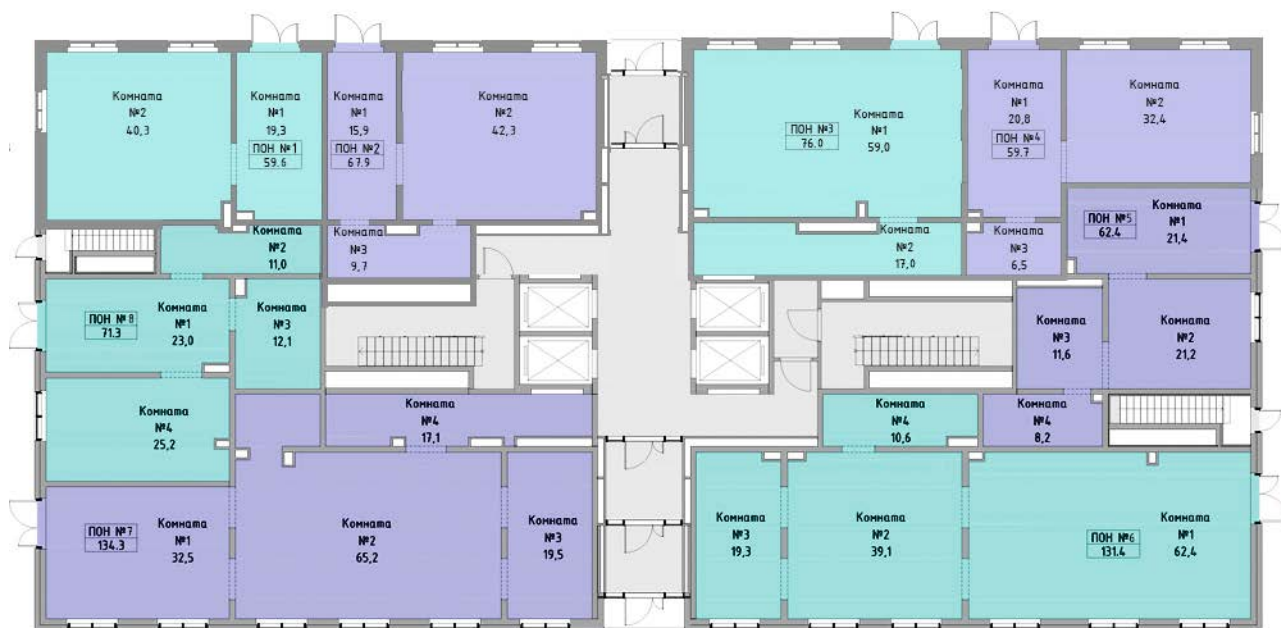 Комната
№2
40,3
Комната
№1
19,3
ПОН №1
59.6
Комната
№1
15,9
ПОН №2
67.9
Комната
№2
42,3
Комната
№3
9,7
ПОН №3
76.0
Комната
№1
59,0
Комната
№2
17,0
Комната
№1
20,8
ПОН №4
59.7
Комната
№2
32,4
Комната
№3
6,5
ПОН №5
62.4
Комната
№1
21,4
Комната
№2
21,2
Комната
№3
11,6
Комната
№4
8,2
Комната
№2
11,0
ПОН №8
71.3
Комната
№1
23,0
Комната
№3
12,1
Комната
№4
25,2
Комната
№4
17,1
ПОН №7
134.3
Комната
№1
32,5
Комната
№2
65,2
Комната
№3
19,5
Комната
№4
10,6
Комната
№3
19,3
Комната
№2
39,1
ПОН №6
131.4
Комната
№1
62,4